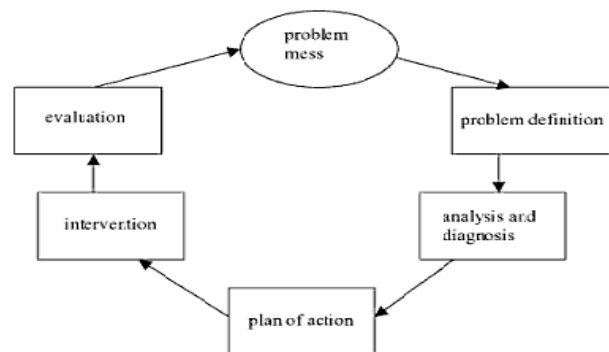 problem
mess
problem definition
analysis and
diagnosis
plan of action
intervention
evaluation